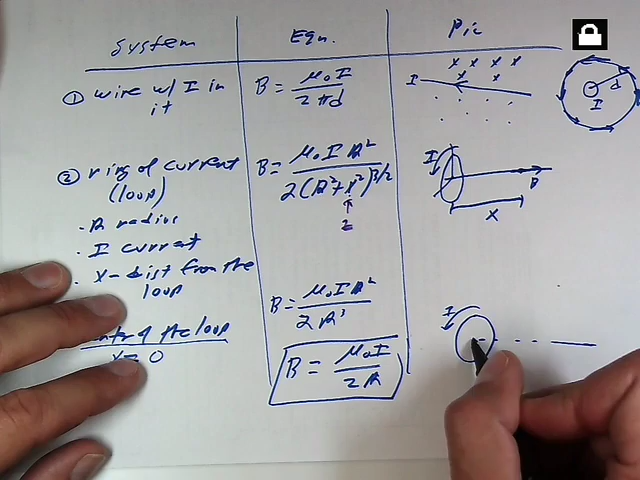 System Eqn. Pic
① wire w/ I in it
B = μ₀I / 2πd
x x x x
I x x
d
I
② ring of current (loop)
B = μ₀IR² / 2(R²+x²)^3/2
z
I
B
x
· R radius
· I current
· x-dist from the loop
B = μ₀IR² / 2R³
of the loop
x = 0
B = μ₀I / 2R
I